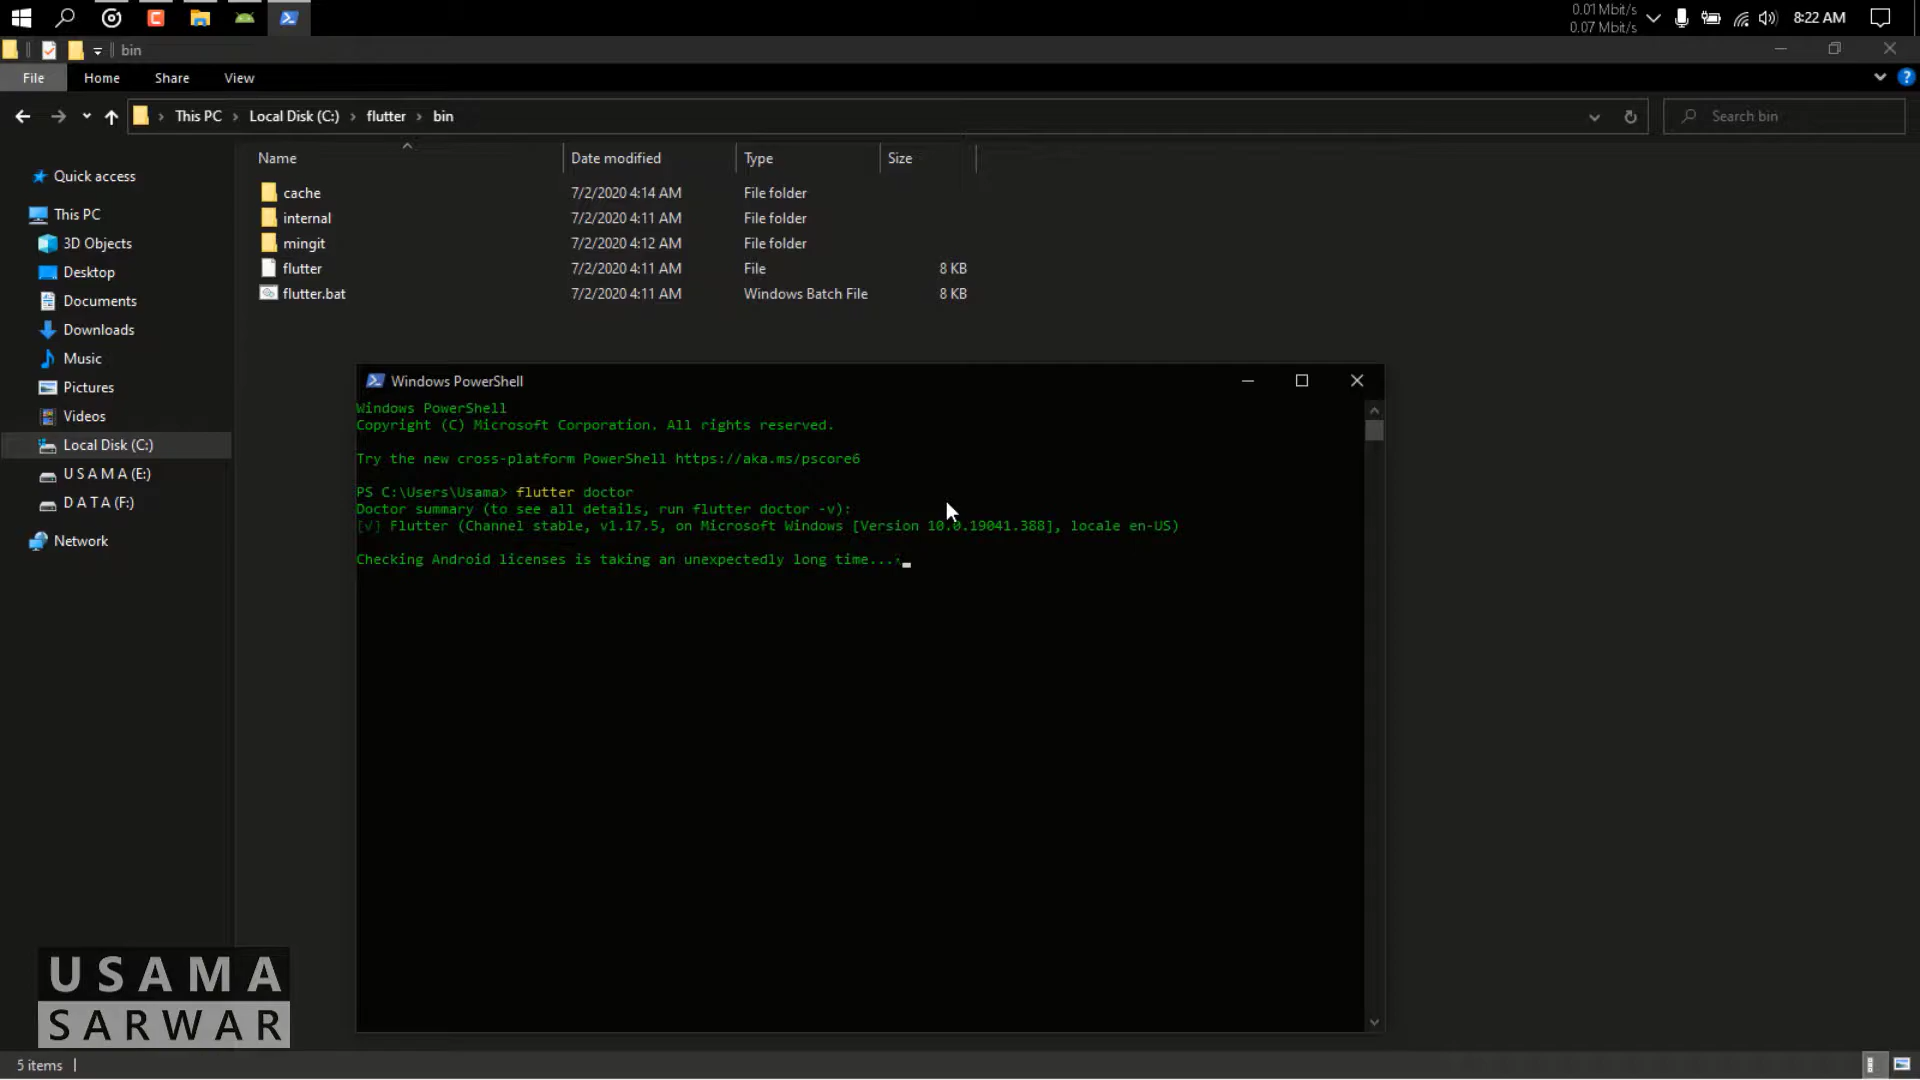 0.01 Mbit/s
0.07 Mbit/s
8:22 AM
bin
File Home Share View
This PC Local Disk (C:) flutter bin
Search bin
Name Date modified Type Size
cache 7/2/2020 4:14 AM File folder
internal 7/2/2020 4:11 AM File folder
mingit 7/2/2020 4:12 AM File folder
flutter 7/2/2020 4:11 AM File 8 KB
flutter.bat 7/2/2020 4:11 AM Windows Batch File 8 KB
Quick access
This PC
3D Objects
Desktop
Documents
Downloads
Music
Pictures
Videos
Local Disk (C:)
U S A M A (E:)
D A T A (F:)
Network
Windows PowerShell
Windows PowerShell
Copyright (C) Microsoft Corporation. All rights reserved.
Try the new cross-platform PowerShell https://aka.ms/pscore6
PS C:\Users\Usama> flutter doctor
Doctor summary (to see all details, run flutter doctor -v):
[√] Flutter (Channel stable, v1.17.5, on Microsoft Windows [Version 10.0.19041.388], locale en-US)
Checking Android licenses is taking an unexpectedly long time...
USAMA
SARWAR
5 items